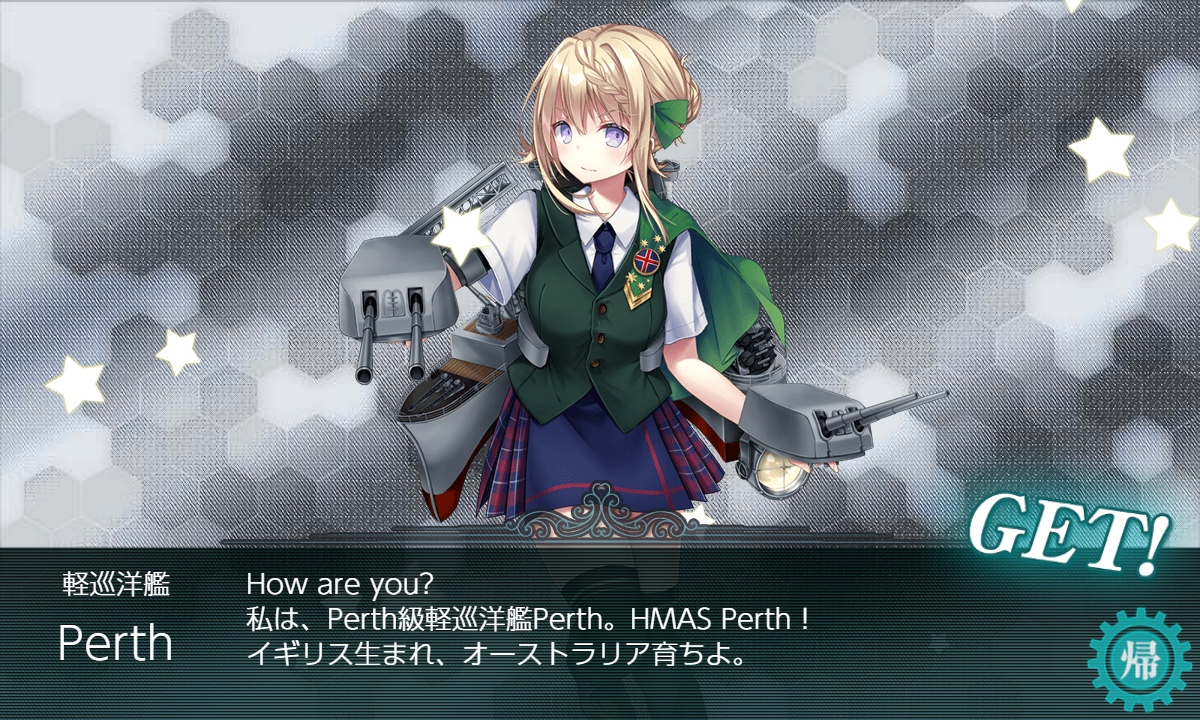 GET!
軽巡洋艦
Perth
How are you?
私は、Perth級軽巡洋艦Perth。HMAS Perth！
イギリス生まれ、オーストラリア育ちよ。
帰